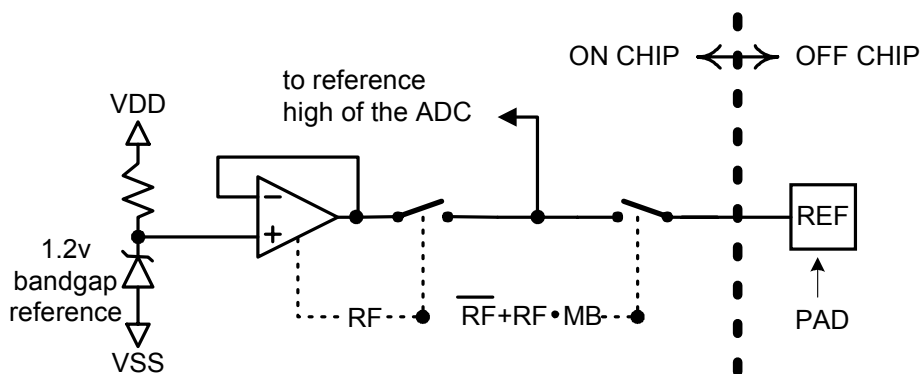 ON CHIP
OFF CHIP
to reference
high of the ADC
VDD
−
+
REF
1.2v
bandgap
reference
RF
R̅F̅+RF•MB
PAD
VSS